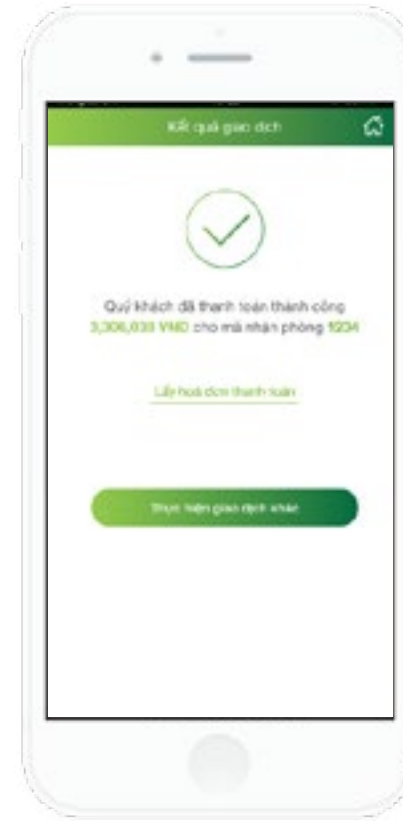 Kết quả giao dịch
Quý khách đã thanh toán thành công
VND cho mã nhận phòng 1234
Lấy hoá đơn thanh toán
Thực hiện giao dịch khác